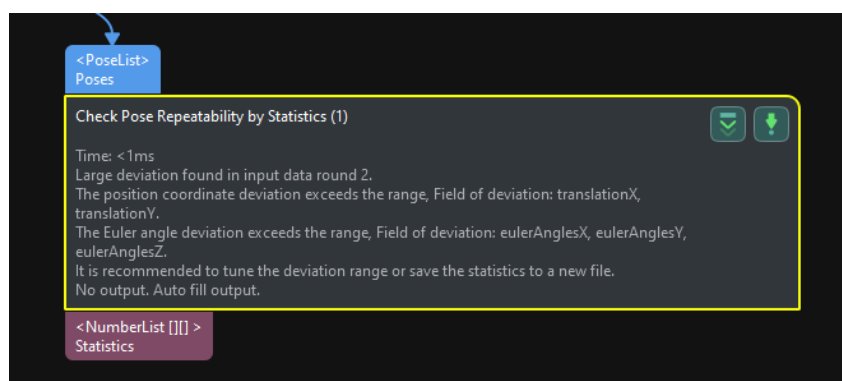 <PoseList>
Poses
Check Pose Repeatability by Statistics (1)
Time: <1ms
Large deviation found in input data round 2.
The position coordinate deviation exceeds the range, Field of deviation: translationX,
translationY.
The Euler angle deviation exceeds the range, Field of deviation: eulerAnglesX, eulerAnglesY,
eulerAnglesZ.
It is recommended to tune the deviation range or save the statistics to a new file.
No output. Auto fill output.
<NumberList [][] >
Statistics